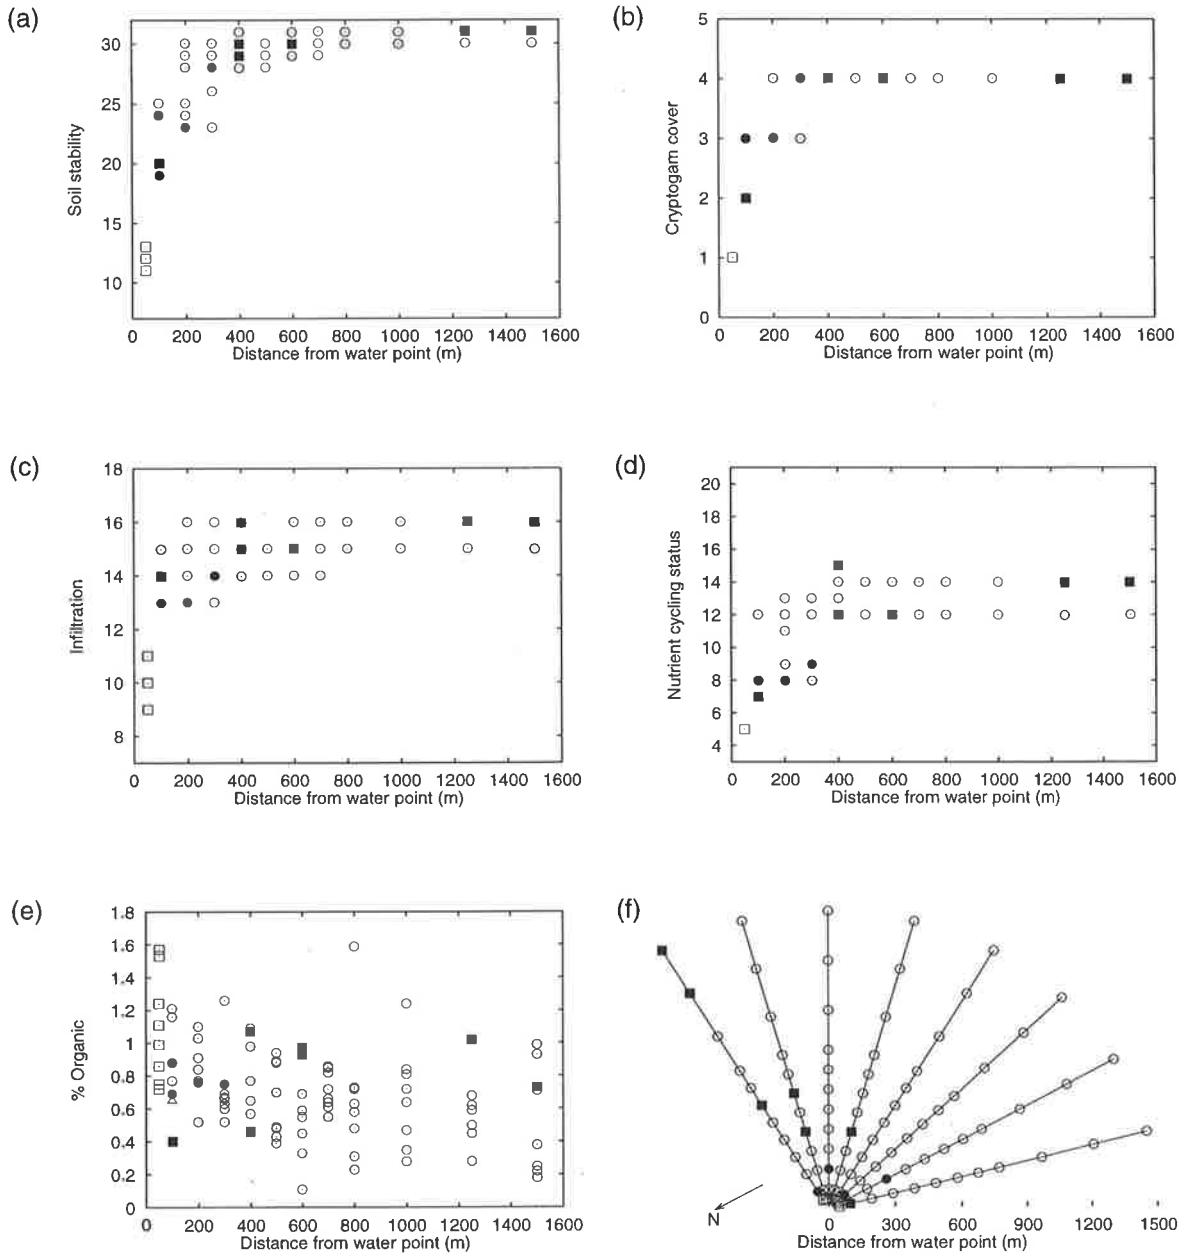 (a)
30
25
20
15
10
Soil stability
0 200 400 600 800 1000 1200 1400 1600
Distance from water point (m)
(b)
5
4
3
2
1
0
Cryptogam cover
0 200 400 600 800 1000 1200 1400 1600
Distance from water point (m)
(c)
18
16
14
12
10
8
Infiltration
0 200 400 600 800 1000 1200 1400 1600
Distance from water point (m)
(d)
20
18
16
14
12
10
8
6
4
Nutrient cycling status
0 200 400 600 800 1000 1200 1400 1600
Distance from water point (m)
(e)
1.8
1.6
1.4
1.2
1
0.8
0.6
0.4
0.2
0
% Organic
0 200 400 600 800 1000 1200 1400 1600
Distance from water point (m)
(f)
N
0 300 600 900 1200 1500
Distance from water point (m)